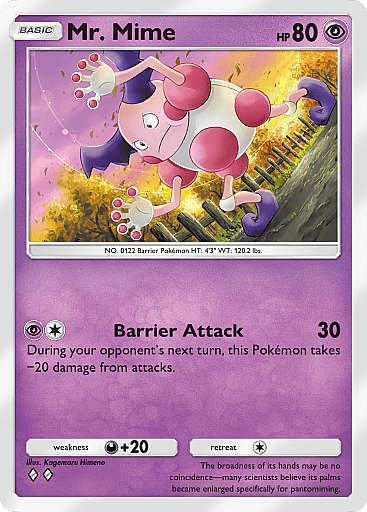 BASIC Mr. Mime HP 80
NO. 0122 Barrier Pokémon HT: 4'3" WT: 120.2 lbs.
Barrier Attack 30
During your opponent's next turn, this Pokémon takes
−20 damage from attacks.
weakness +20 retreat
Illus. Kagemaru Himeno
The broadness of its hands may be no
coincidence—many scientists believe its palms
became enlarged specifically for pantomiming.